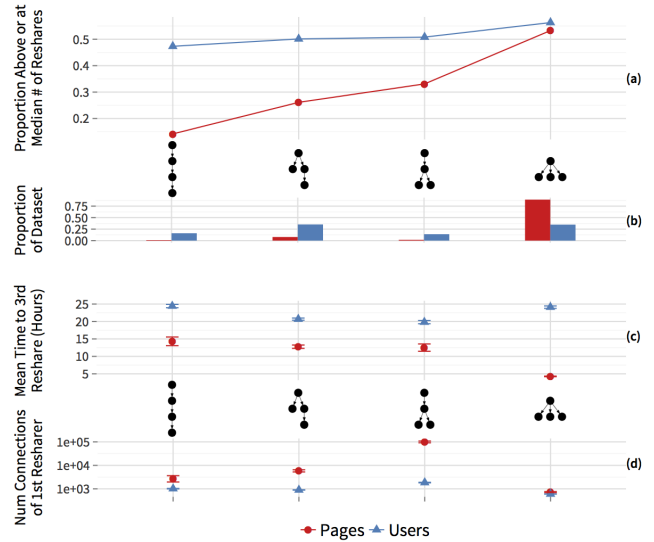 Proportion Above or at
Median # of Reshares
0.5
0.4
0.3
0.2
(a)
Proportion
of Dataset
0.75
0.50
0.25
0.00
(b)
Mean Time to 3rd
Reshare (Hours)
25
20
15
10
5
(c)
Num Connections
of 1st Resharer
1e+05
1e+04
1e+03
(d)
Pages Users